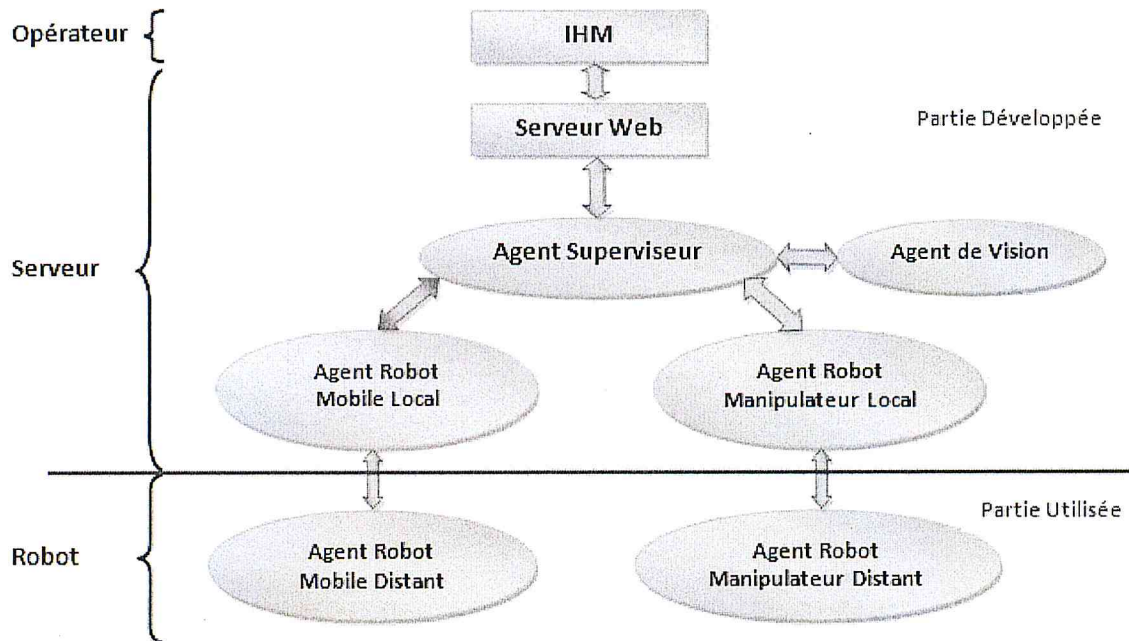 Opérateur
IHM
Serveur Web
Partie Développée
Serveur
Agent Superviseur
Agent de Vision
Agent Robot
Mobile Local
Agent Robot
Manipulateur Local
Partie Utilisée
Robot
Agent Robot
Mobile Distant
Agent Robot
Manipulateur Distant